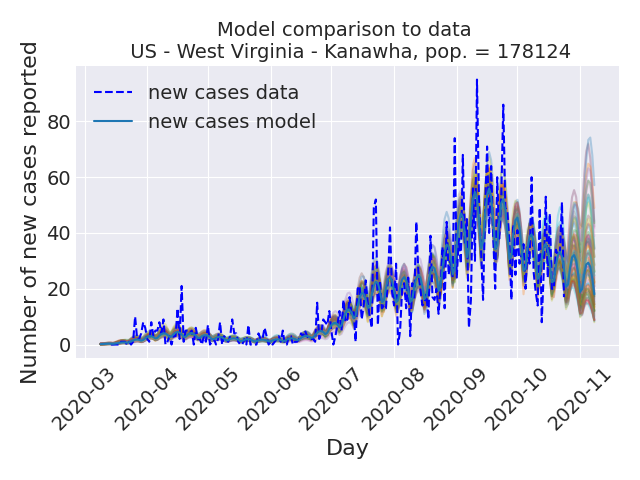 Model comparison to data
US - West Virginia - Kanawha, pop. = 178124
Number of new cases reported
new cases data
new cases model
80
60
40
20
0
2020-03
2020-04
2020-05
2020-06
2020-07
2020-08
2020-09
2020-10
2020-11
Day